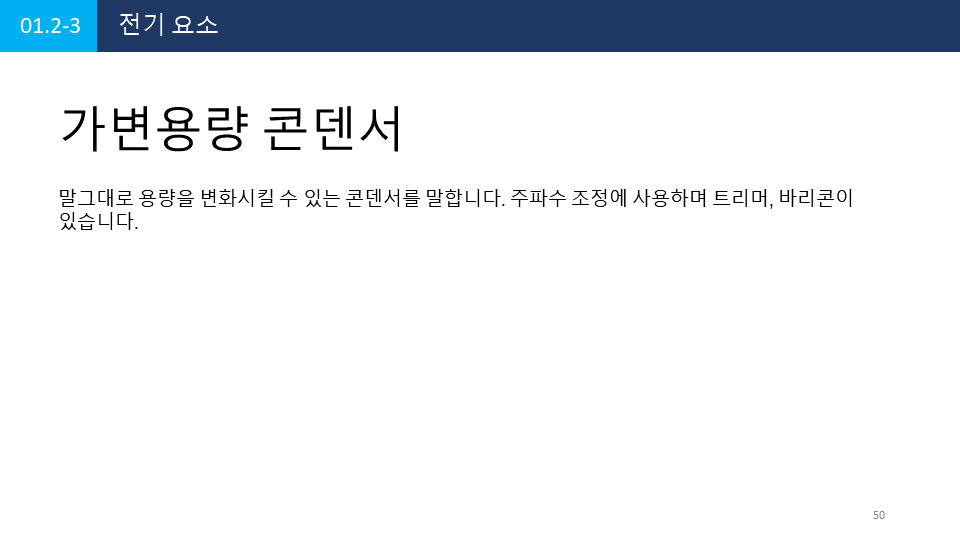 01.2-3 전기 요소
가변용량 콘덴서
말그대로 용량을 변화시킬 수 있는 콘덴서를 말합니다. 주파수 조정에 사용하며 트리머, 바리콘이
있습니다.
50